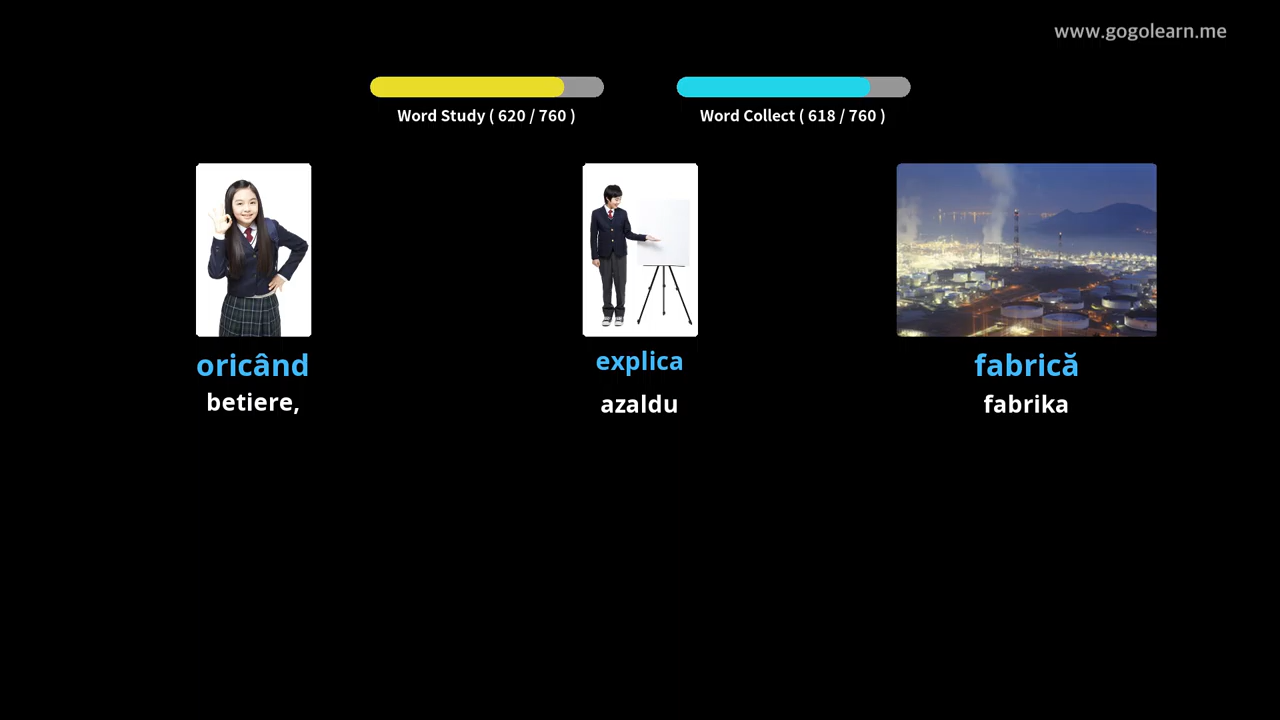 www.gogolearn.me
Word Study ( 620 / 760 )
Word Collect ( 618 / 760 )
oricând
explica
fabrică
betiere,
azaldu
fabrika